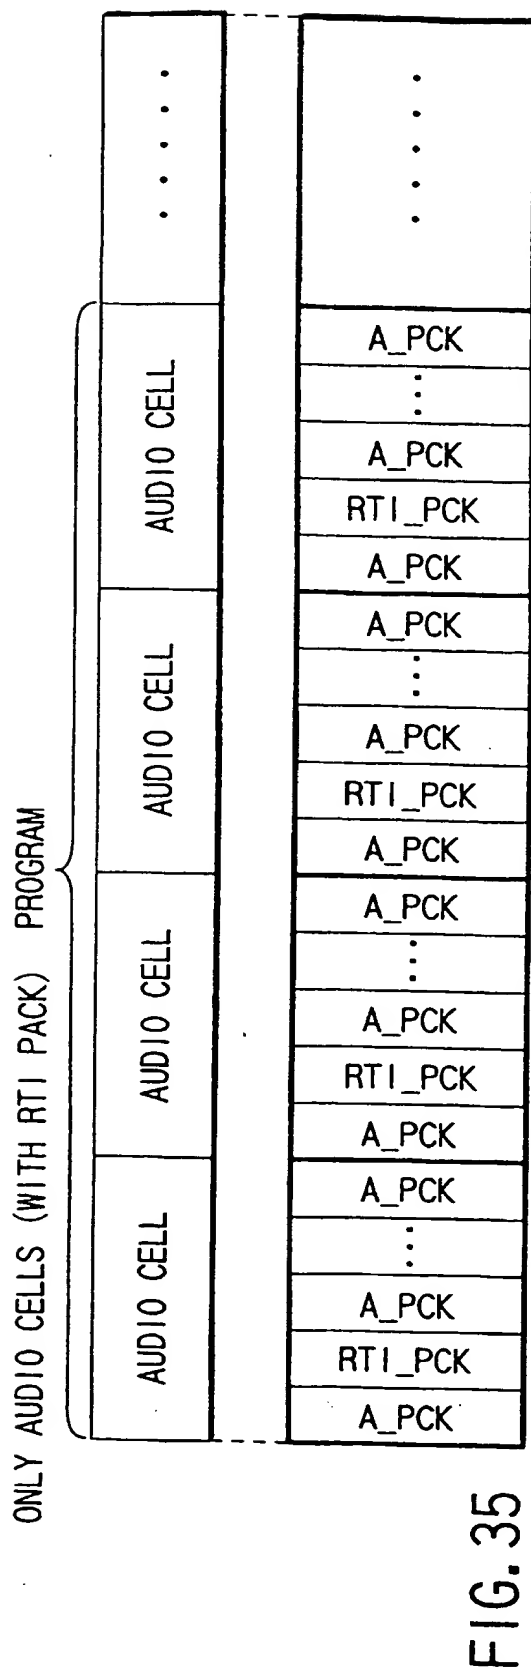 ONLY AUDIO CELLS (WITH RTI PACK) PROGRAM
AUDIO CELL
AUDIO CELL
AUDIO CELL
AUDIO CELL
. . . . .
A_PCK
RTI_PCK
A_PCK
...
A_PCK
A_PCK
RTI_PCK
A_PCK
...
A_PCK
A_PCK
RTI_PCK
A_PCK
...
A_PCK
A_PCK
RTI_PCK
A_PCK
...
A_PCK
. . . . .
FIG. 35